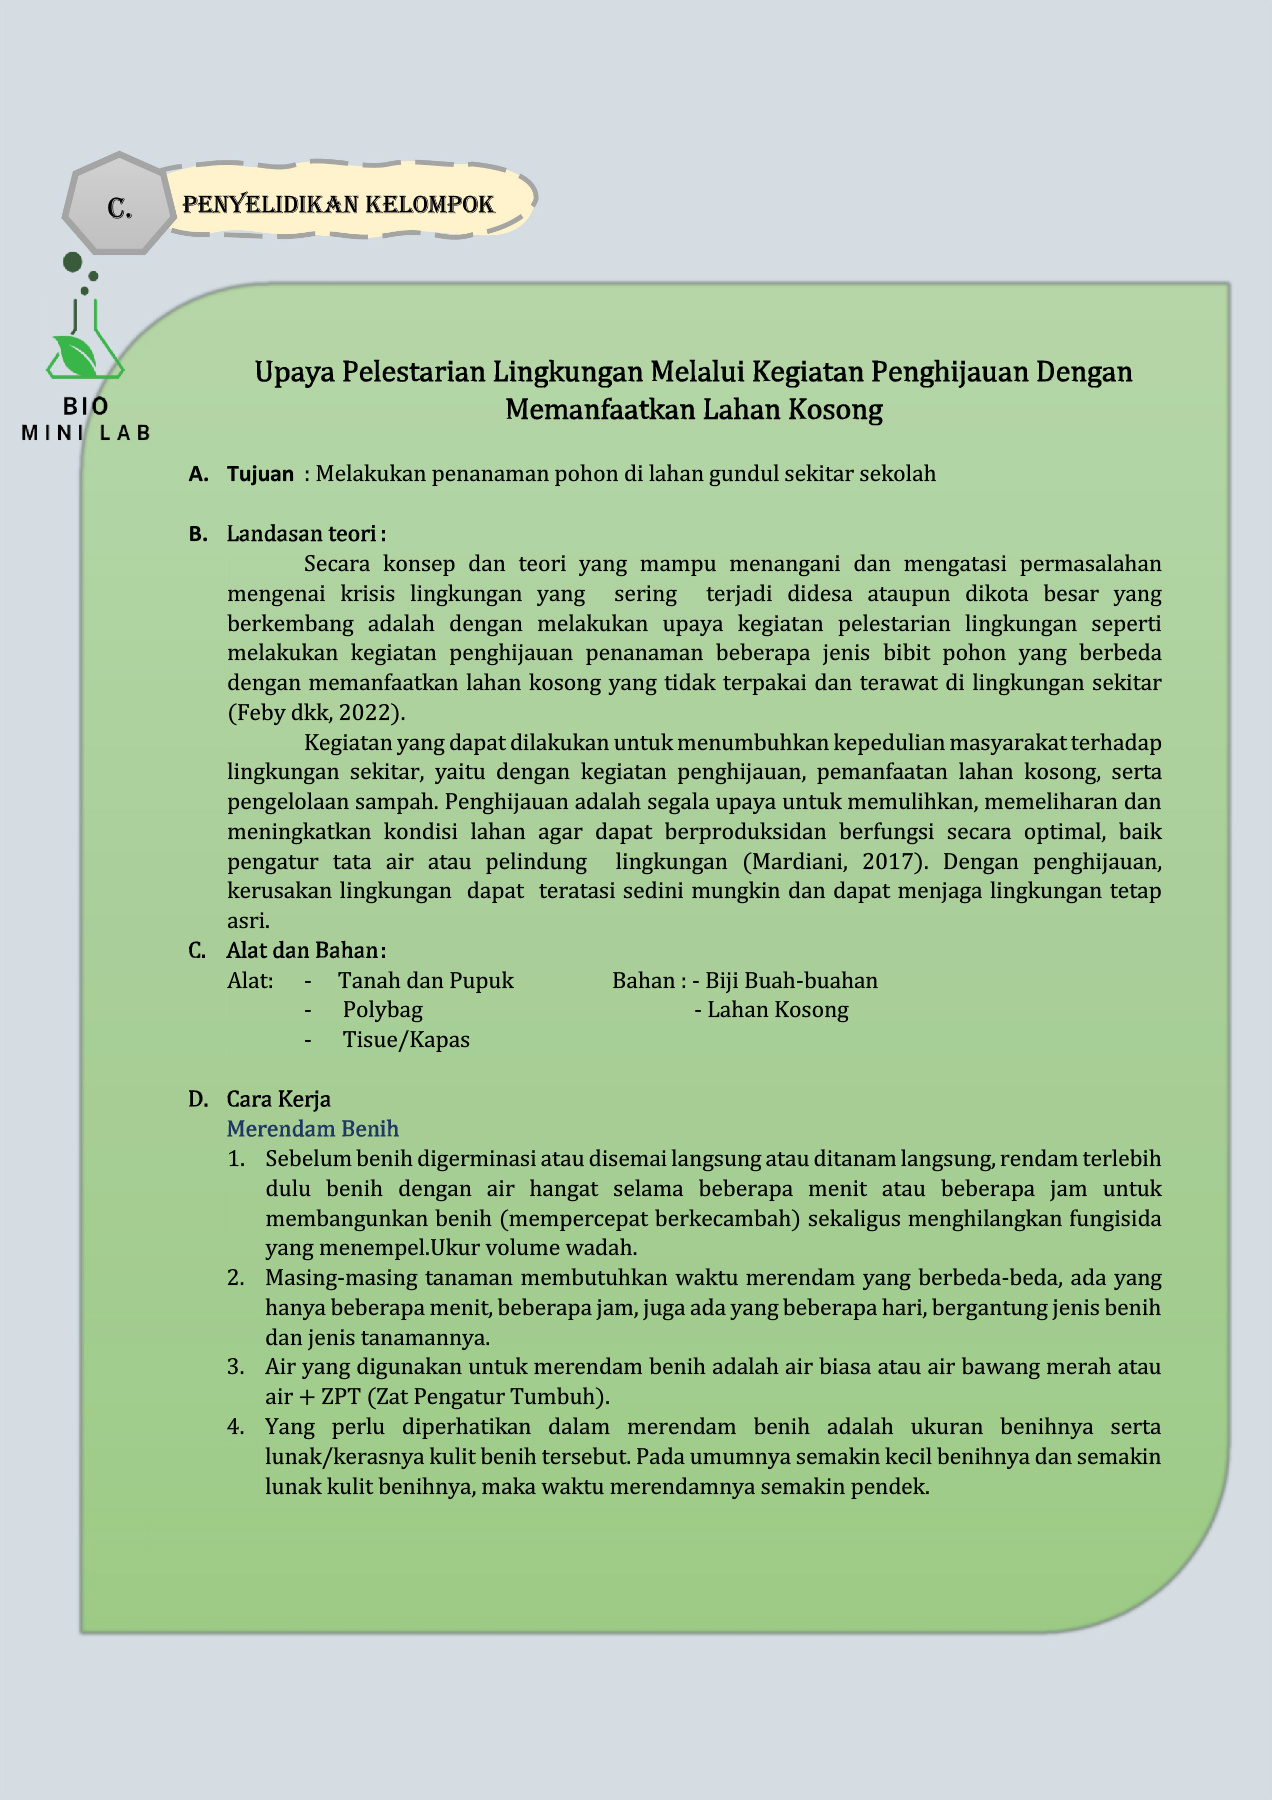 C.
PENYELIDIKAN KELOMPOK
BIO
MINI LAB
Upaya Pelestarian Lingkungan Melalui Kegiatan Penghijauan Dengan
Memanfaatkan Lahan Kosong
A. Tujuan : Melakukan penanaman pohon di lahan gundul sekitar sekolah
B. Landasan teori :
Secara konsep dan teori yang mampu menangani dan mengatasi permasalahan
mengenai krisis lingkungan yang sering terjadi didesa ataupun dikota besar yang
berkembang adalah dengan melakukan upaya kegiatan pelestarian lingkungan seperti
melakukan kegiatan penghijauan penanaman beberapa jenis bibit pohon yang berbeda
dengan memanfaatkan lahan kosong yang tidak terpakai dan terawat di lingkungan sekitar
(Feby dkk, 2022).
Kegiatan yang dapat dilakukan untuk menumbuhkan kepedulian masyarakat terhadap
lingkungan sekitar, yaitu dengan kegiatan penghijauan, pemanfaatan lahan kosong, serta
pengelolaan sampah. Penghijauan adalah segala upaya untuk memulihkan, memeliharan dan
meningkatkan kondisi lahan agar dapat berproduksidan berfungsi secara optimal, baik
pengatur tata air atau pelindung lingkungan (Mardiani, 2017). Dengan penghijauan,
kerusakan lingkungan dapat teratasi sedini mungkin dan dapat menjaga lingkungan tetap
asri.
C. Alat dan Bahan :
Alat: - Tanah dan Pupuk Bahan : - Biji Buah-buahan
- Polybag - Lahan Kosong
- Tisue/Kapas
D. Cara Kerja
Merendam Benih
1. Sebelum benih digerminasi atau disemai langsung atau ditanam langsung, rendam terlebih
dulu benih dengan air hangat selama beberapa menit atau beberapa jam untuk
membangunkan benih (mempercepat berkecambah) sekaligus menghilangkan fungisida
yang menempel.Ukur volume wadah.
2. Masing-masing tanaman membutuhkan waktu merendam yang berbeda-beda, ada yang
hanya beberapa menit, beberapa jam, juga ada yang beberapa hari, bergantung jenis benih
dan jenis tanamannya.
3. Air yang digunakan untuk merendam benih adalah air biasa atau air bawang merah atau
air + ZPT (Zat Pengatur Tumbuh).
4. Yang perlu diperhatikan dalam merendam benih adalah ukuran benihnya serta
lunak/kerasnya kulit benih tersebut. Pada umumnya semakin kecil benihnya dan semakin
lunak kulit benihnya, maka waktu merendamnya semakin pendek.